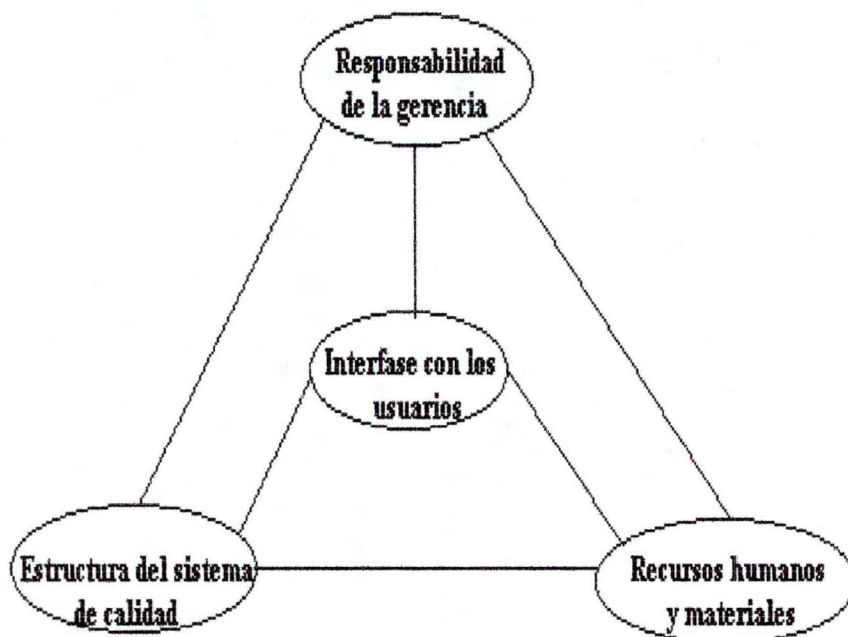 Responsabilidad
de la gerencia
Interfase con los
usuarios
Estructura del sistema
de calidad
Recursos humanos
y materiales